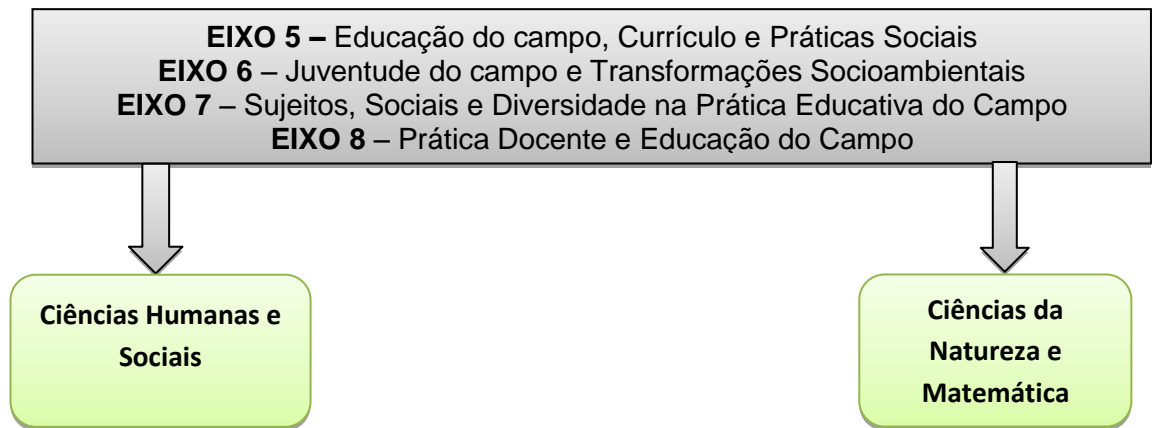 EIXO 5 – Educação do campo, Currículo e Práticas Sociais
EIXO 6 – Juventude do campo e Transformações Socioambientais
EIXO 7 – Sujeitos, Sociais e Diversidade na Prática Educativa do Campo
EIXO 8 – Prática Docente e Educação do Campo
Ciências Humanas e
Sociais
Ciências da
Natureza e
Matemática